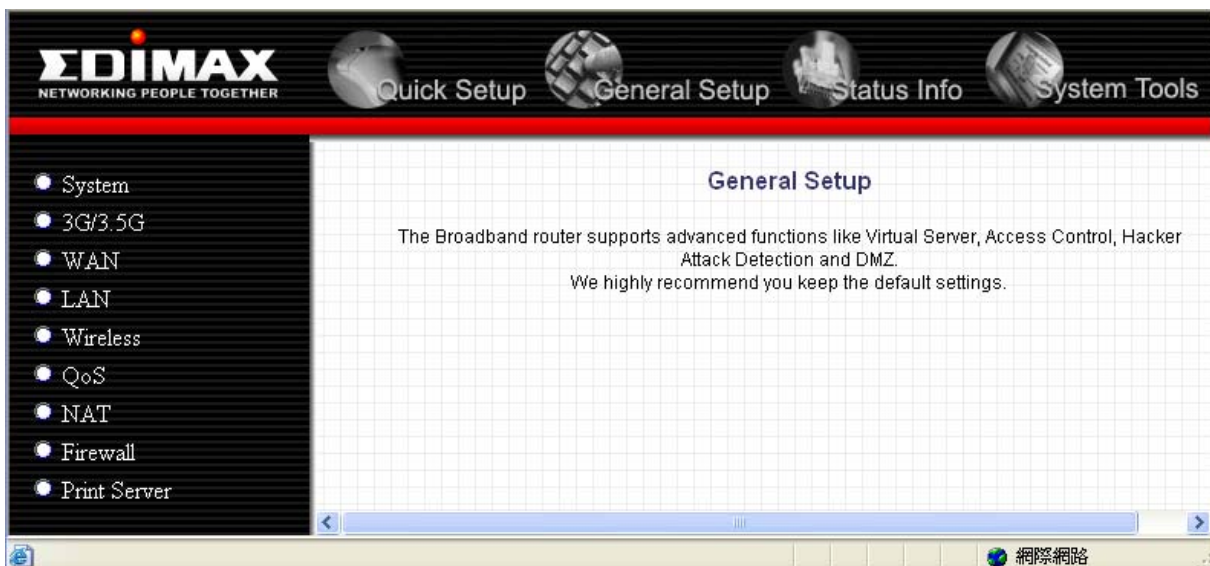 EDIMAX
NETWORKING PEOPLE TOGETHER
Quick Setup
General Setup
Status Info
System Tools
System
3G/3.5G
WAN
LAN
Wireless
QoS
NAT
Firewall
Print Server
General Setup
The Broadband router supports advanced functions like Virtual Server, Access Control, Hacker
Attack Detection and DMZ.
We highly recommend you keep the default settings.
網際網路